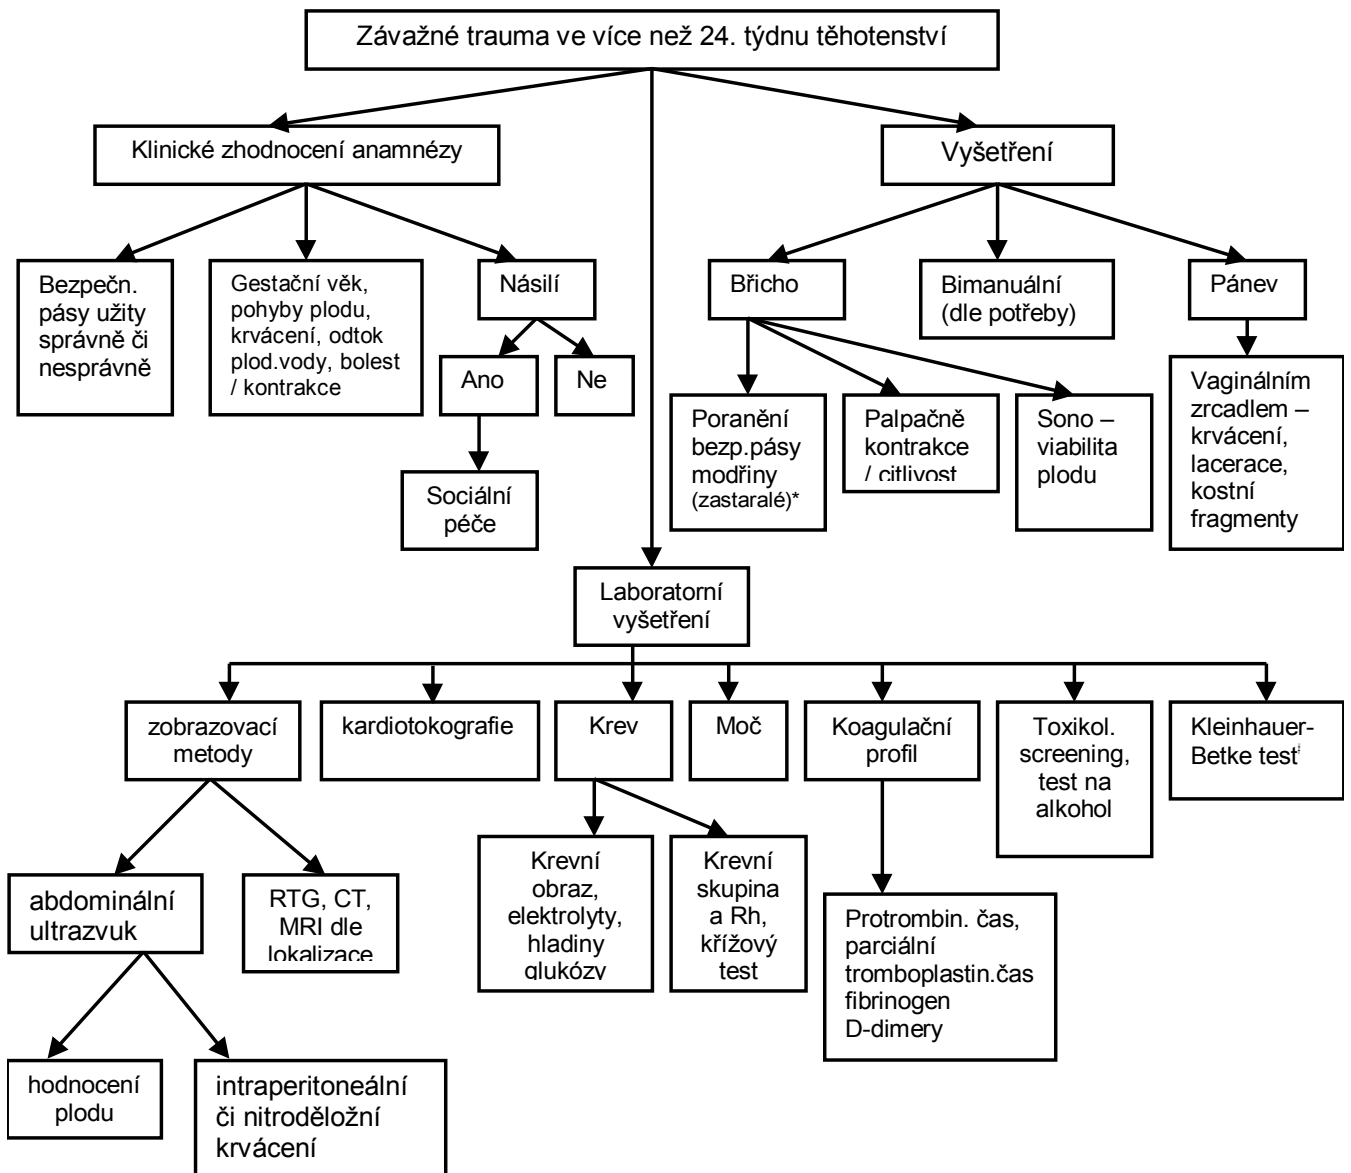 Závažné trauma ve více než 24. týdnu těhotenství
Klinické zhodnocení anamnézy
Vyšetření
Bezpečn.
pásy užity
správně či
nesprávně
Gestační věk,
pohyby plodu,
krvácení, odtok
plod.vody, bolest
/ kontrakce
Násilí
Ano
Ne
Sociální
péče
Břicho
Bimanuální
(dle potřeby)
Pánev
Poranění
bezp.pásy
modřiny
(zastaralé)*
Palpačně
kontrakce
/ citlivost
Sono –
viabilita
plodu
Vaginálním
zrcadlem –
krvácení,
lacerace,
kostní
fragmenty
Laboratorní
vyšetření
zobrazovací
metody
kardiotokografie
Krev
Moč
Koagulační
profil
Toxikol.
screening,
test na
alkohol
Kleinhauer-
Betke test
abdominální
ultrazvuk
RTG, CT,
MRI dle
lokalizace
Krevní
obraz,
elektrolyty,
hladiny
glukózy
Krevní
skupina
a Rh,
křížový
test
Protrombin. čas,
parciální
tromboplastin.čas
fibrinogen
D-dimery
hodnocení
plodu
intraperitoneální
či nitroděložní
krvácení